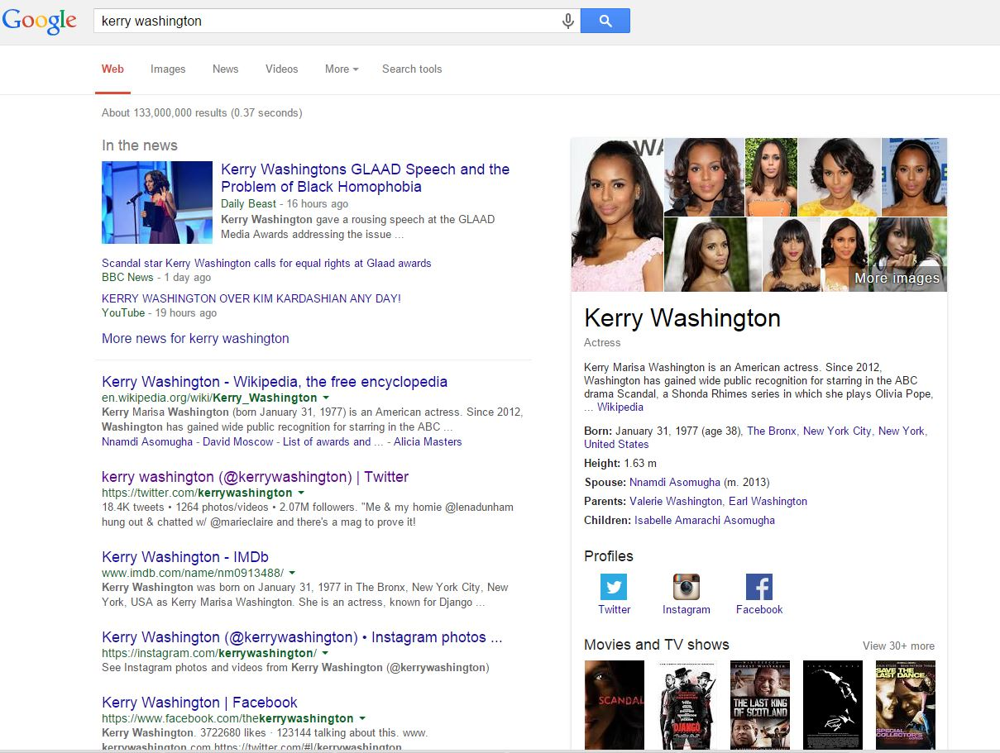 Google
kerry washington
Web Images News Videos More Search tools
About 133,000,000 results (0.37 seconds)
In the news
Kerry Washingtons GLAAD Speech and the
Problem of Black Homophobia
Daily Beast - 16 hours ago
Kerry Washington gave a rousing speech at the GLAAD
Media Awards addressing the issue ...
Scandal star Kerry Washington calls for equal rights at Glaad awards
BBC News - 1 day ago
KERRY WASHINGTON OVER KIM KARDASHIAN ANY DAY!
YouTube - 19 hours ago
More news for kerry washington
Kerry Washington - Wikipedia, the free encyclopedia
en.wikipedia.org/wiki/Kerry_Washington
Kerry Marisa Washington (born January 31, 1977) is an American actress. Since 2012,
Washington has gained wide public recognition for starring in the ABC ...
Nnamdi Asomugha - David Moscow - List of awards and ... - Alicia Masters
kerry washington (@kerrywashington) | Twitter
https://twitter.com/kerrywashington
18.4K tweets • 1264 photos/videos • 2.07M followers. "Me & my homie @lenadunham
hung out & chatted w/ @marieclaire and there's a mag to prove it!
Kerry Washington - IMDb
www.imdb.com/name/nm0913488/
Kerry Washington was born on January 31, 1977 in The Bronx, New York City, New
York, USA as Kerry Marisa Washington. She is an actress, known for Django ...
Kerry Washington (@kerrywashington) • Instagram photos ...
https://instagram.com/kerrywashington/
See Instagram photos and videos from Kerry Washington (@kerrywashington)
Kerry Washington | Facebook
https://www.facebook.com/thekerrywashington
Kerry Washington. 3722680 likes · 123144 talking about this. www.
kerrywashington.com https://twitter.com/#!/kerrywashington
More images
Kerry Washington
Actress
Kerry Marisa Washington is an American actress. Since 2012,
Washington has gained wide public recognition for starring in the ABC
drama Scandal, a Shonda Rhimes series in which she plays Olivia Pope,
... Wikipedia
Born: January 31, 1977 (age 38), The Bronx, New York City, New York,
United States
Height: 1.63 m
Spouse: Nnamdi Asomugha (m. 2013)
Parents: Valerie Washington, Earl Washington
Children: Isabelle Amarachi Asomugha
Profiles
Twitter Instagram Facebook
Movies and TV shows View 30+ more
SCANDAL
DJANGO
FOREST WHITAKER
THE LAST KING
OF SCOTLAND
Ray
SAVE THE
LAST DANCE
SPECIAL
COLLECTOR'S